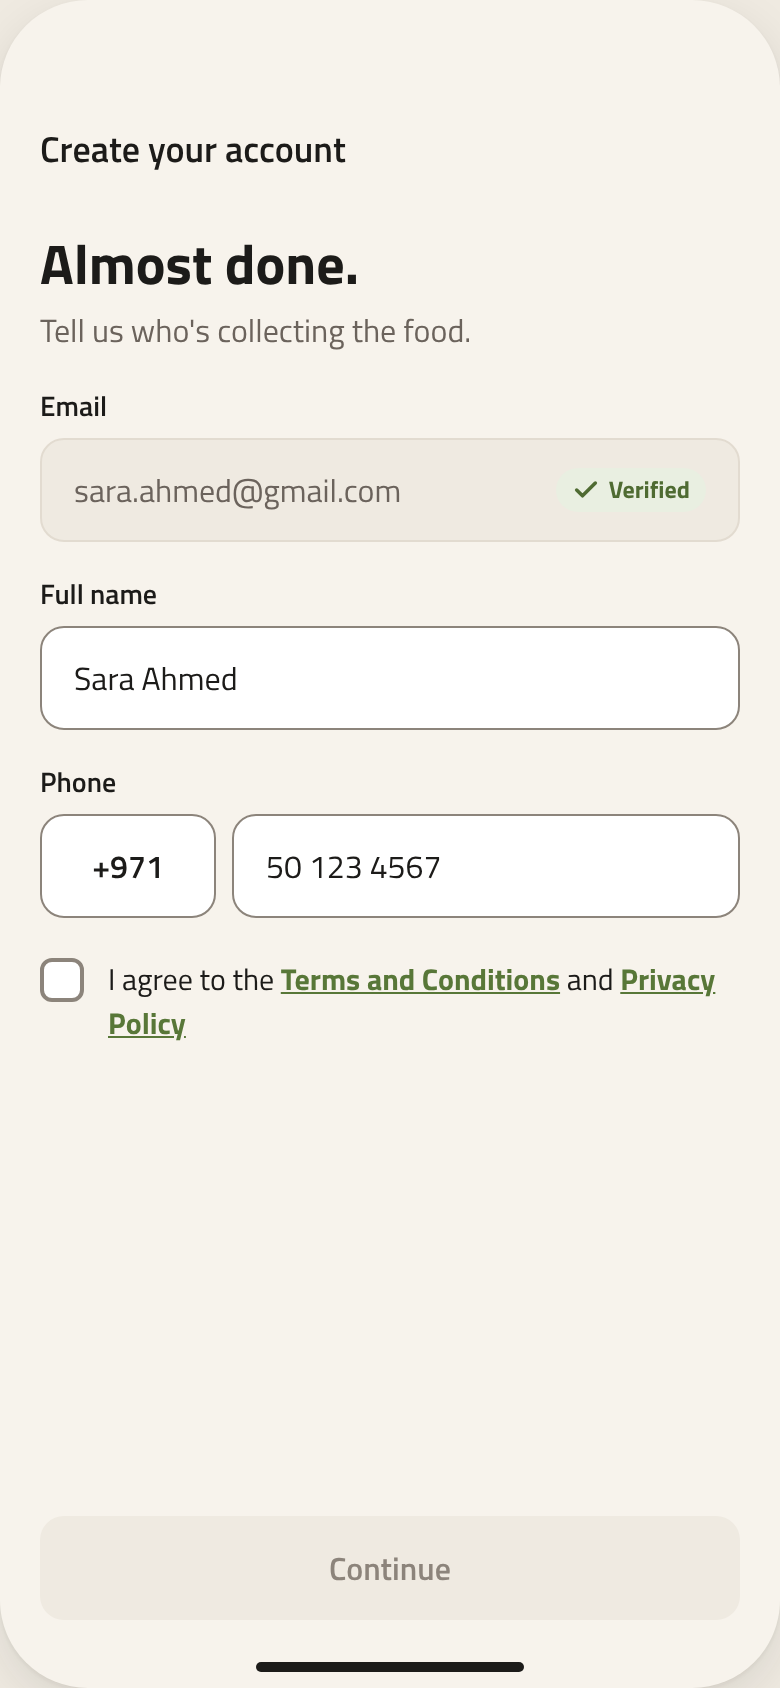 Create your account
Almost done.
Tell us who's collecting the food.
Email
sara.ahmed@gmail.com Verified
Full name
Sara Ahmed
Phone
+971 50 123 4567
I agree to the Terms and Conditions and Privacy
Policy
Continue